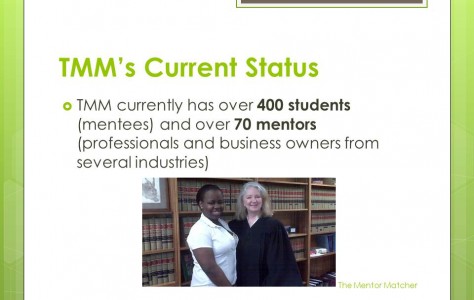 TMM's Current Status
TMM currently has over 400 students
(mentees) and over 70 mentors
(professionals and business owners from
several industries)
The Mentor Matcher